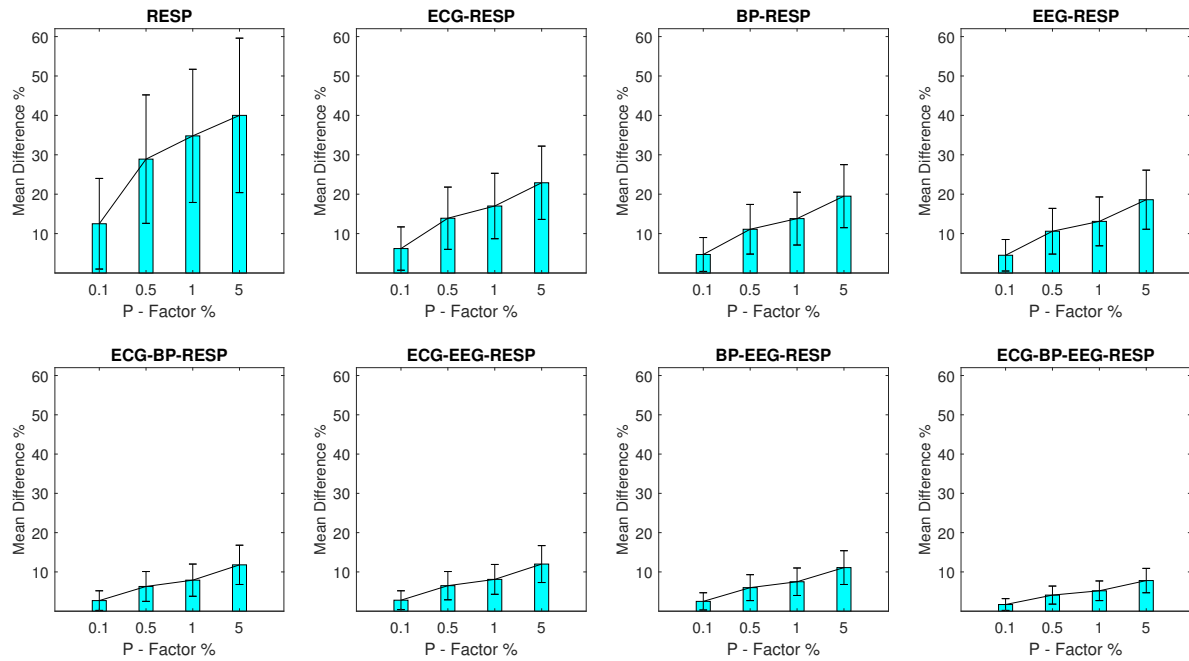 RESP
ECG-RESP
BP-RESP
EEG-RESP
60
50
40
30
20
10
Mean Difference %
0.1 0.5 1 5
P - Factor %
60
50
40
30
20
10
Mean Difference %
0.1 0.5 1 5
P - Factor %
60
50
40
30
20
10
Mean Difference %
0.1 0.5 1 5
P - Factor %
60
50
40
30
20
10
Mean Difference %
0.1 0.5 1 5
P - Factor %
ECG-BP-RESP
ECG-EEG-RESP
BP-EEG-RESP
ECG-BP-EEG-RESP
60
50
40
30
20
10
Mean Difference %
0.1 0.5 1 5
P - Factor %
60
50
40
30
20
10
Mean Difference %
0.1 0.5 1 5
P - Factor %
60
50
40
30
20
10
Mean Difference %
0.1 0.5 1 5
P - Factor %
60
50
40
30
20
10
Mean Difference %
0.1 0.5 1 5
P - Factor %